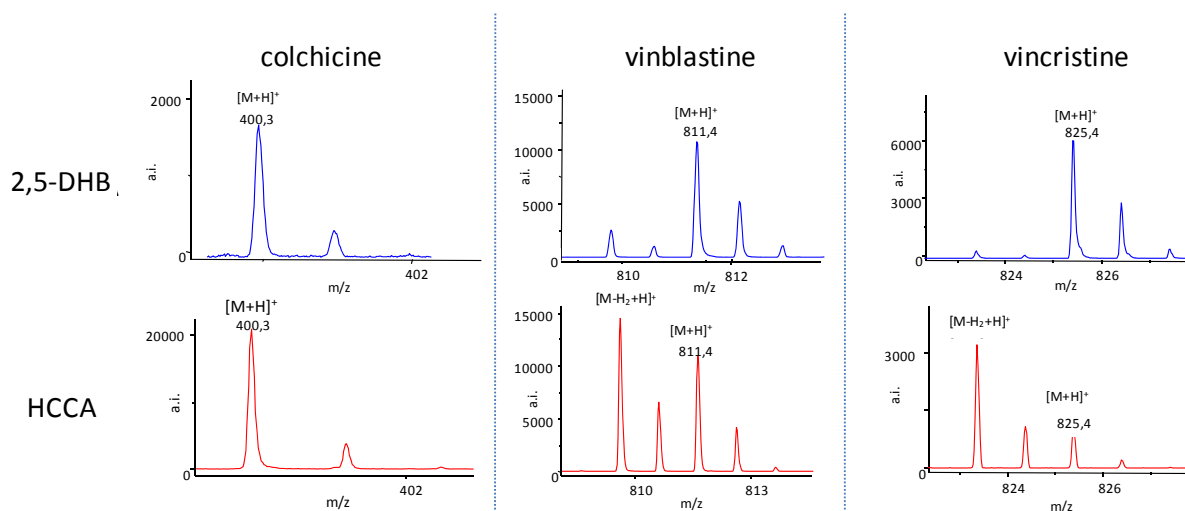 colchicine
vinblastine
vincristine
2,5-DHB
[M+H]⁺
400,3
2000
0
a.i.
402
m/z
[M+H]⁺
811,4
15000
10000
5000
0
a.i.
810
812
m/z
[M+H]⁺
825,4
6000
3000
0
a.i.
824
826
m/z
HCCA
[M+H]⁺
400,3
20000
0
a.i.
402
m/z
[M-H₂+H]⁺
[M+H]⁺
811,4
15000
10000
5000
0
a.i.
810
813
m/z
[M-H₂+H]⁺
[M+H]⁺
825,4
3000
0
a.i.
824
826
m/z